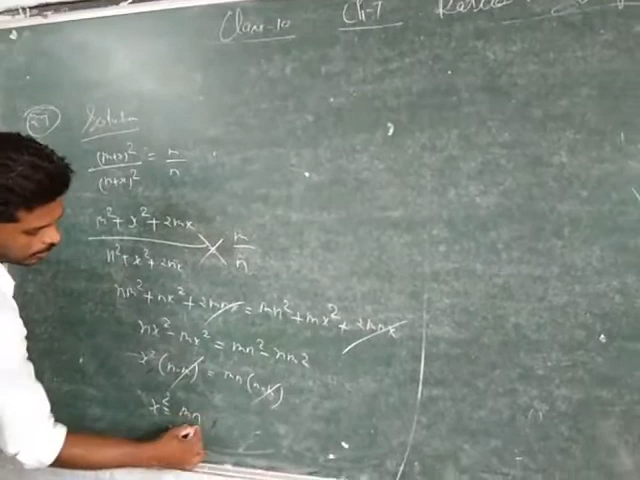 Class-10 Ch-7
27 Solution
(m+x)²/(n+x)² = m/n
m²+x²+2mx/n²+x²+2nx m/n
nm²+nx²+2mnx = mn²+mx²+2mnx
nx²-mx² = mn²-nm²
x²(n-m) = mn(n-m)
x² = mn